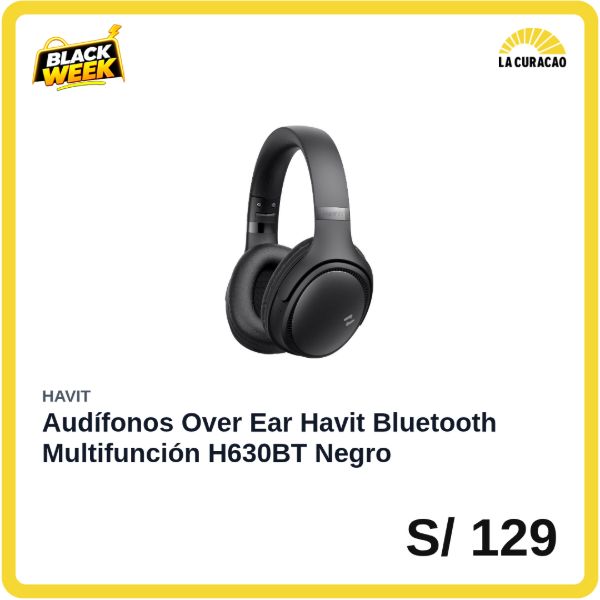 BLACK
WEEK
LA CURACAO
HAVIT
Audífonos Over Ear Havit Bluetooth
Multifunción H630BT Negro
S/ 129